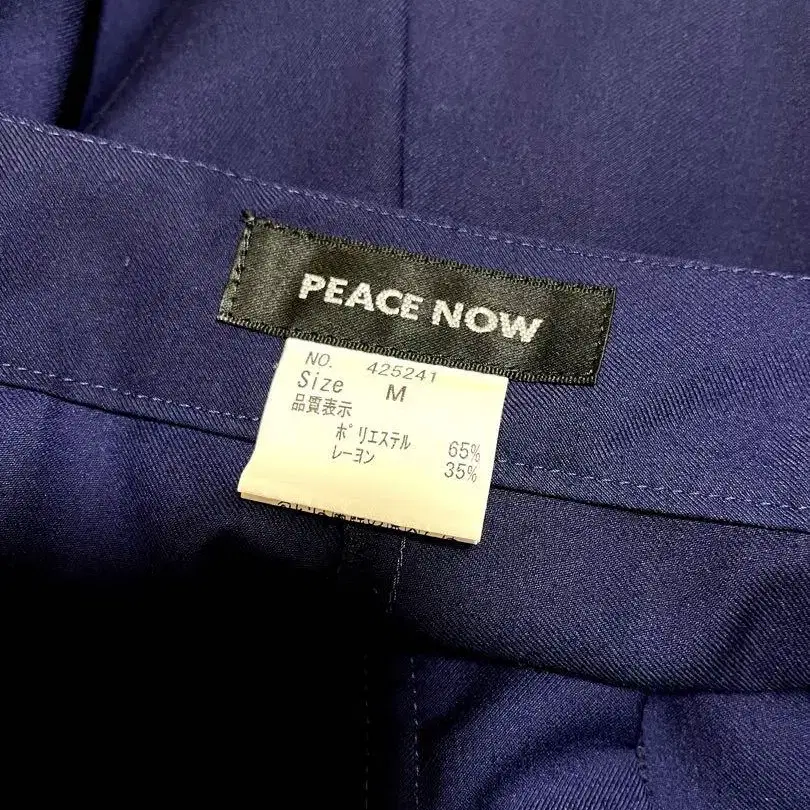 PEACE NOW
NO. 425241
Size M
品質表示
ポリエステル 65%
レーヨン 35%